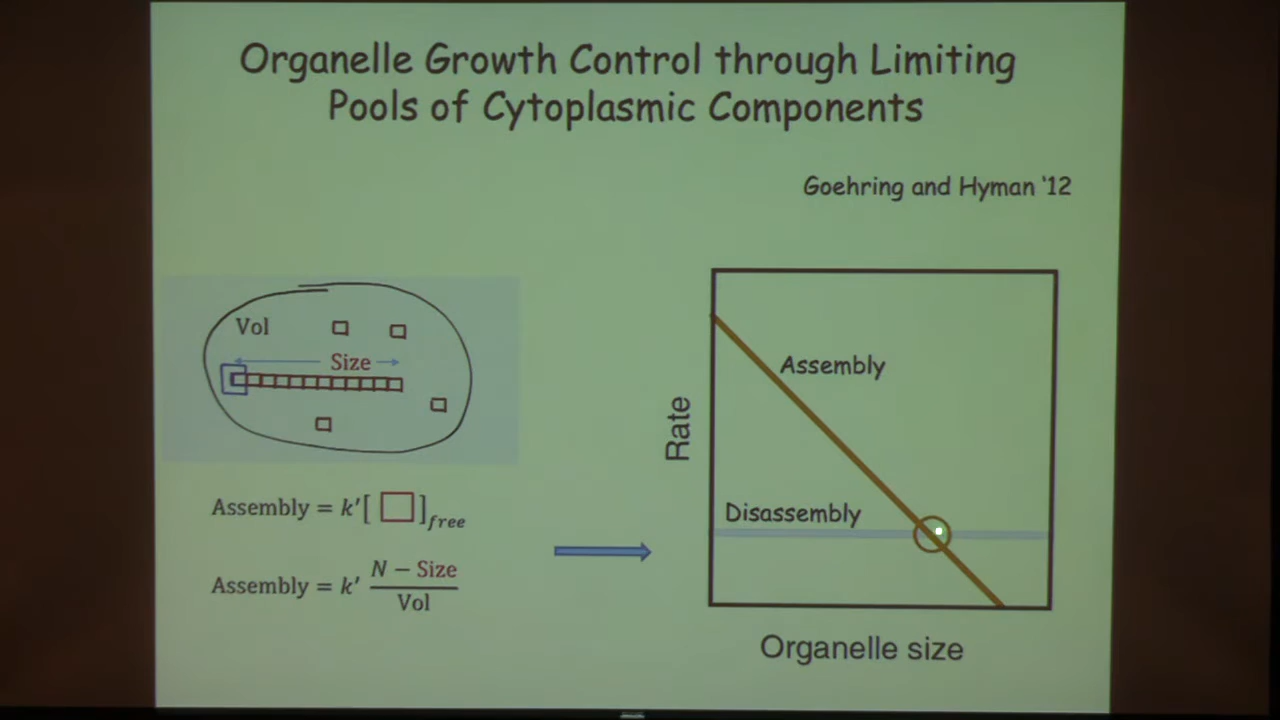 Organelle Growth Control through Limiting
Pools of Cytoplasmic Components
Goehring and Hyman ‘12
Vol
Size
Assembly = k′[ □ ]free
Assembly = k′ N − Size / Vol
Rate
Assembly
Disassembly
Organelle size